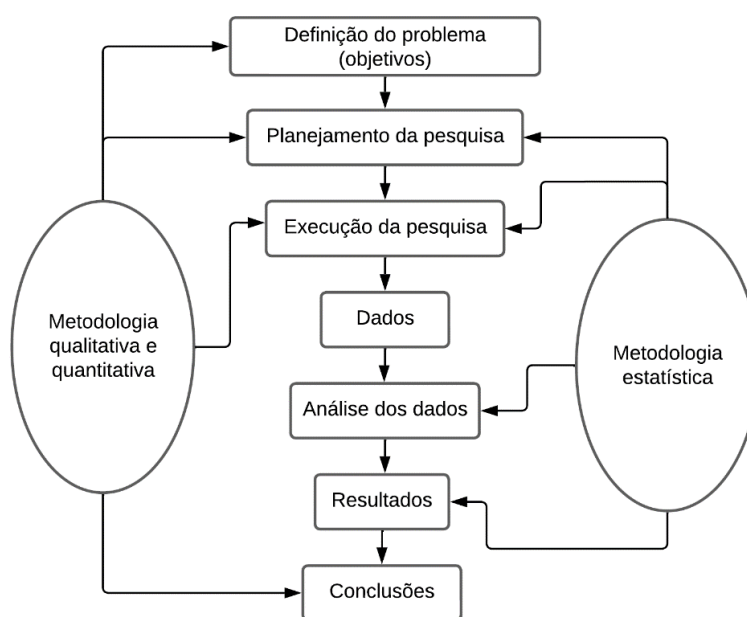 Definição do problema
(objetivos)
Planejamento da pesquisa
Execução da pesquisa
Dados
Metodologia
qualitativa e
quantitativa
Metodologia
estatística
Análise dos dados
Resultados
Conclusões